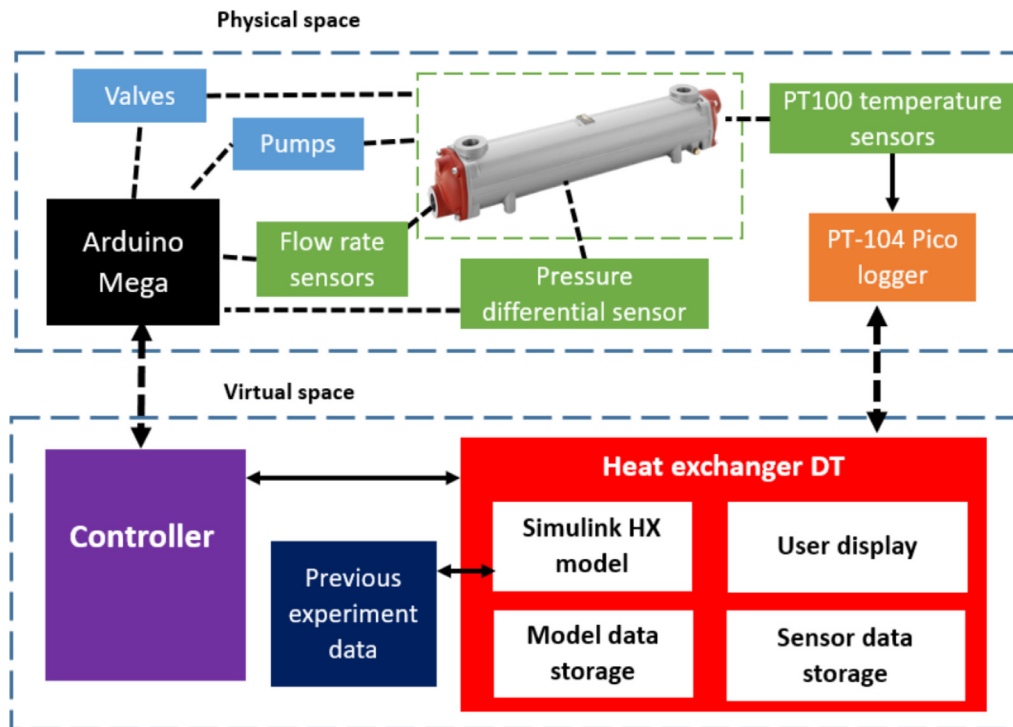 Physical space
Valves
Pumps
PT100 temperature
sensors
Arduino
Mega
Flow rate
sensors
Pressure
differential sensor
PT-104 Pico
logger
Virtual space
Controller
Heat exchanger DT
Simulink HX
model
User display
Previous
experiment
data
Model data
storage
Sensor data
storage